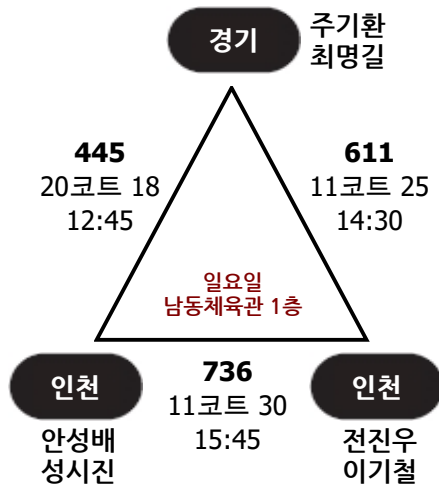 경기
주기환
최명길
445
20코트 18
12:45
611
11코트 25
14:30
일요일
남동체육관 1층
인천
736
11코트 30
15:45
인천
안성배
성시진
전진우
이기철